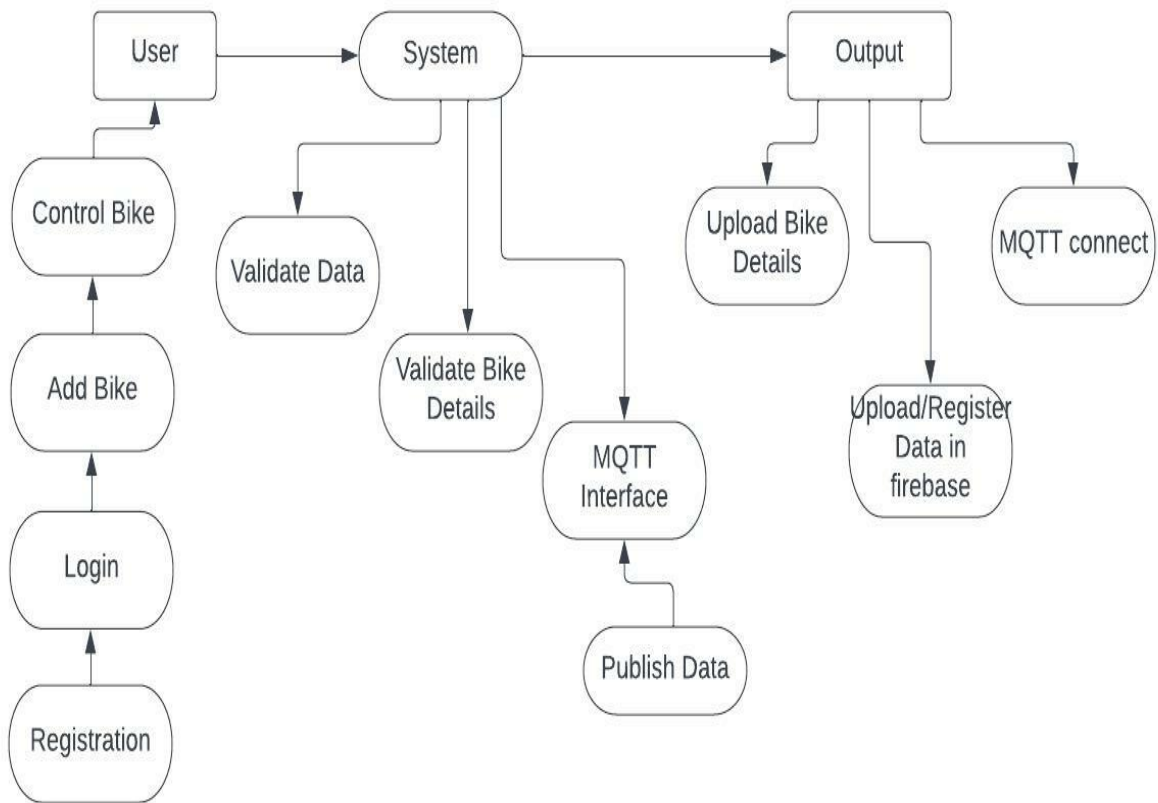 User
System
Output
Control Bike
Validate Data
Upload Bike
Details
MQTT connect
Add Bike
Validate Bike
Details
MQTT
Interface
Upload/Register
Data in
firebase
Login
Publish Data
Registration